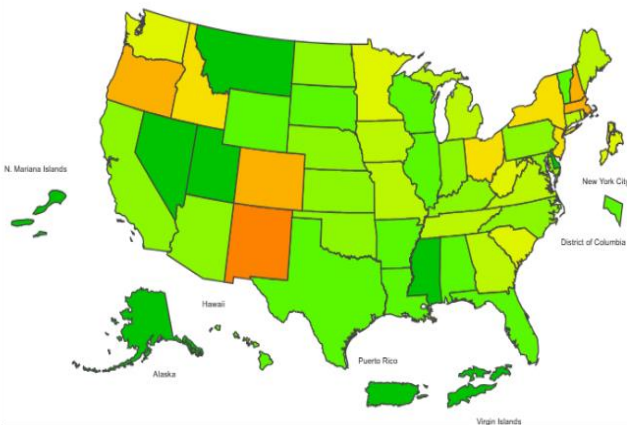 N. Mariana Islands
New York City
District of Columbia
Hawaii
Puerto Rico
Alaska
Virgin Islands